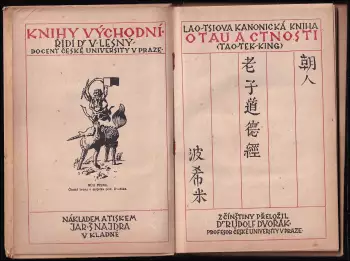 KNIHY VÝCHODNÍ·
ŘÍDÍ Dr V. LESNÝ·
DOCENT ČESKÉ UNIVERSITY V PRAZE·
NÁKLADEM A TISKEM
JAR·ŠNAJDRA
V KLADNĚ
LAO-TSIOVA KANONICKÁ KNIHA
O TAU A CTNOSTI
(TAO-TEK-KING)
朝人
老子道德經
波希米
Z ČÍNŠTINY PŘELOŽIL
Dr RUDOLF DVOŘÁK·
PROFESOR ČESKÉ UNIVERSITY V PRAZE·